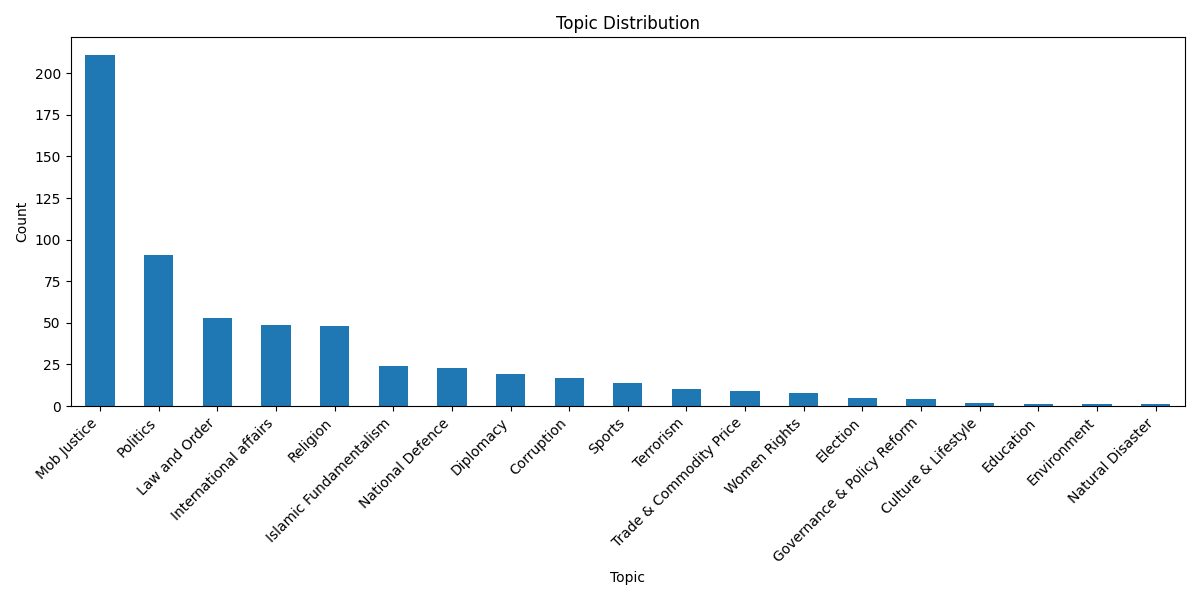 Topic Distribution
200
175
150
125
100
75
50
25
0
Count
Mob Justice
Politics
Law and Order
International affairs
Religion
Islamic Fundamentalism
National Defence
Diplomacy
Corruption
Sports
Terrorism
Trade & Commodity Price
Women Rights
Election
Governance & Policy Reform
Culture & Lifestyle
Education
Environment
Natural Disaster
Topic